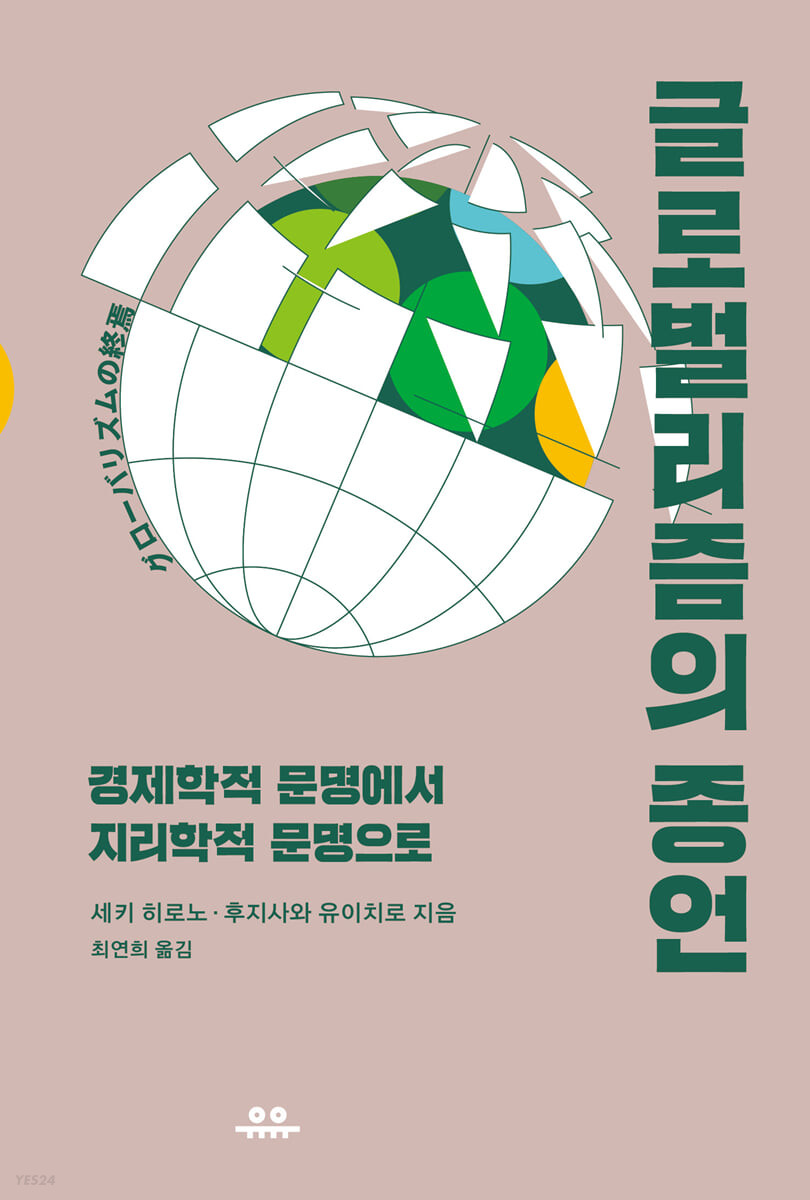 글로벌리즘의 종언
グローバリズムの終焉
경제학적 문명에서
지리학적 문명으로
세키 히로노 · 후지사와 유이치로 지음
최연희 옮김
유유
YES24